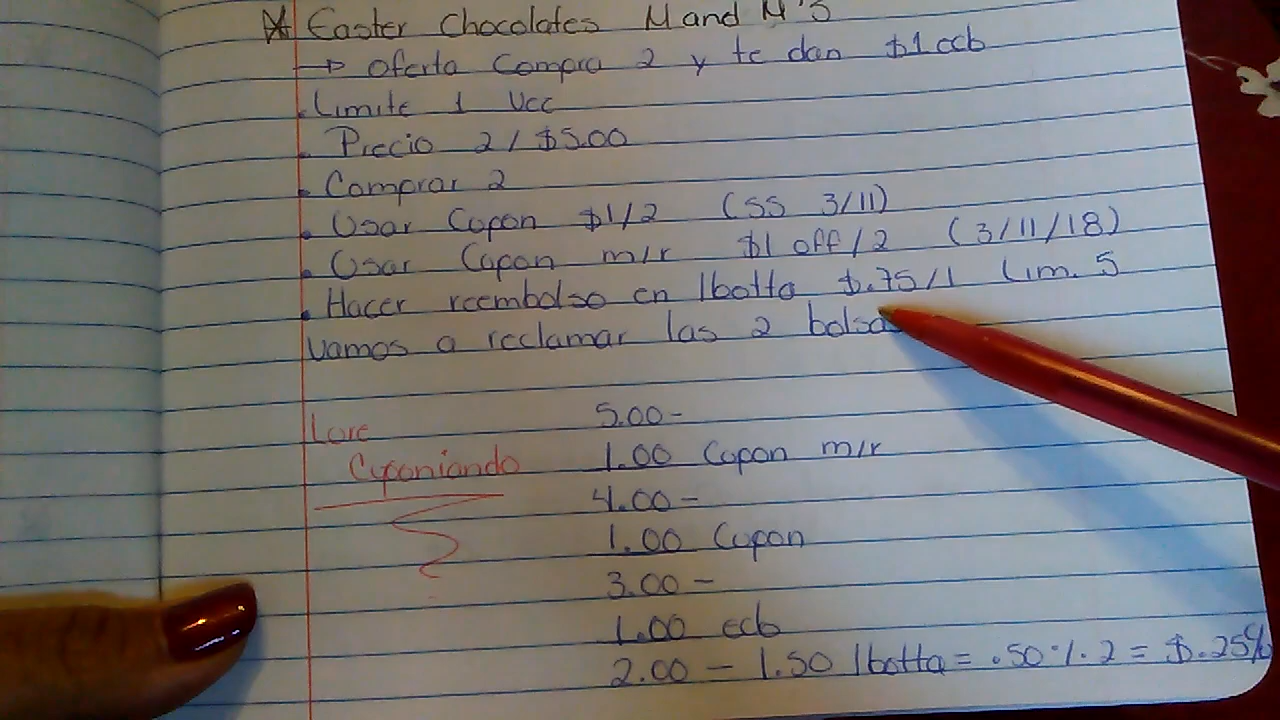 * Easter Chocolates M and M's
→ Oferta Compra 2 y te dan $1 ecb
. Limite 1 Vcc
. Precio 2 / $5.00
. Comprar 2
. Usar Cupon $1/2 (SS 3/11)
. Usar Cupon m/r $1 off/2 (3/11/18)
. Hacer reembolso en Ibotta $.75/1 Lim. 5
vamos a reclamar las 2 bolsa
5.00-
Lore
1.00 Cupon m/r
Cuponiando
4.00-
1.00 Cupon
3.00-
1.00 ecb
2.00 - 1.50 Ibotta = .50 ·/· 2 = $.25%